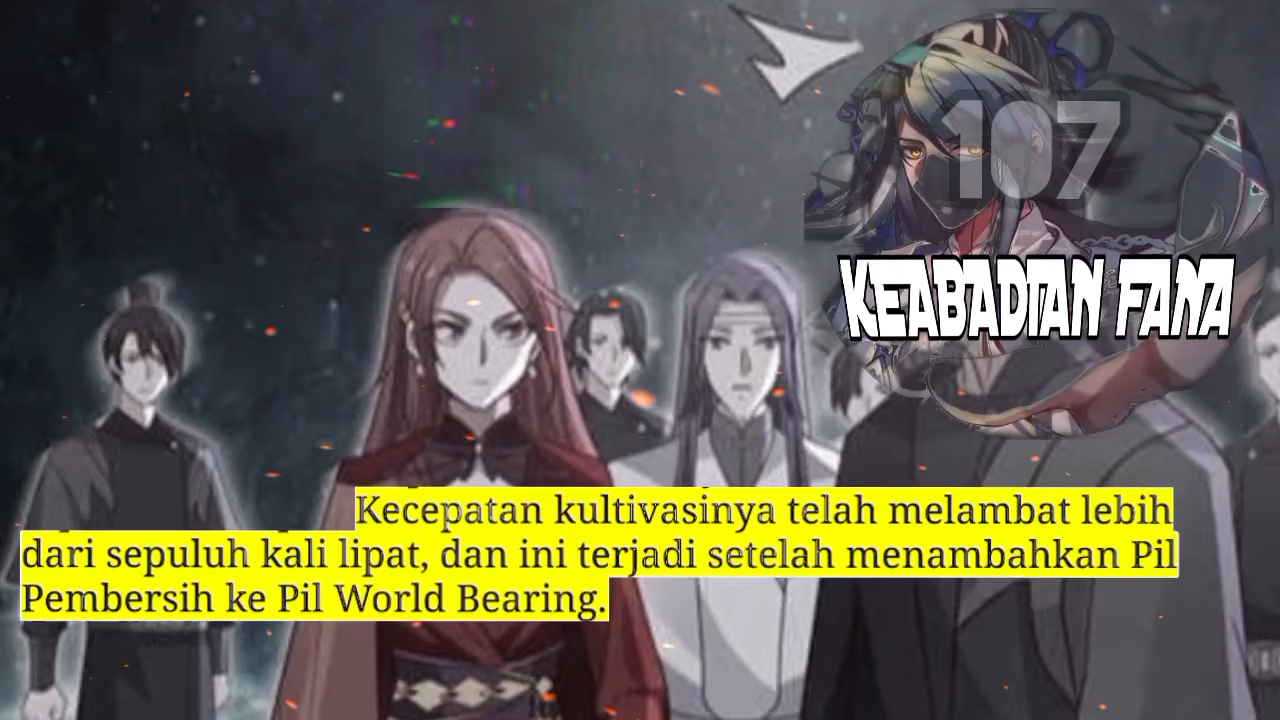 107
KEABADIAN FANA
Kecepatan kultivasinya telah melambat lebih
dari sepuluh kali lipat, dan ini terjadi setelah menambahkan Pil
Pembersih ke Pil World Bearing.